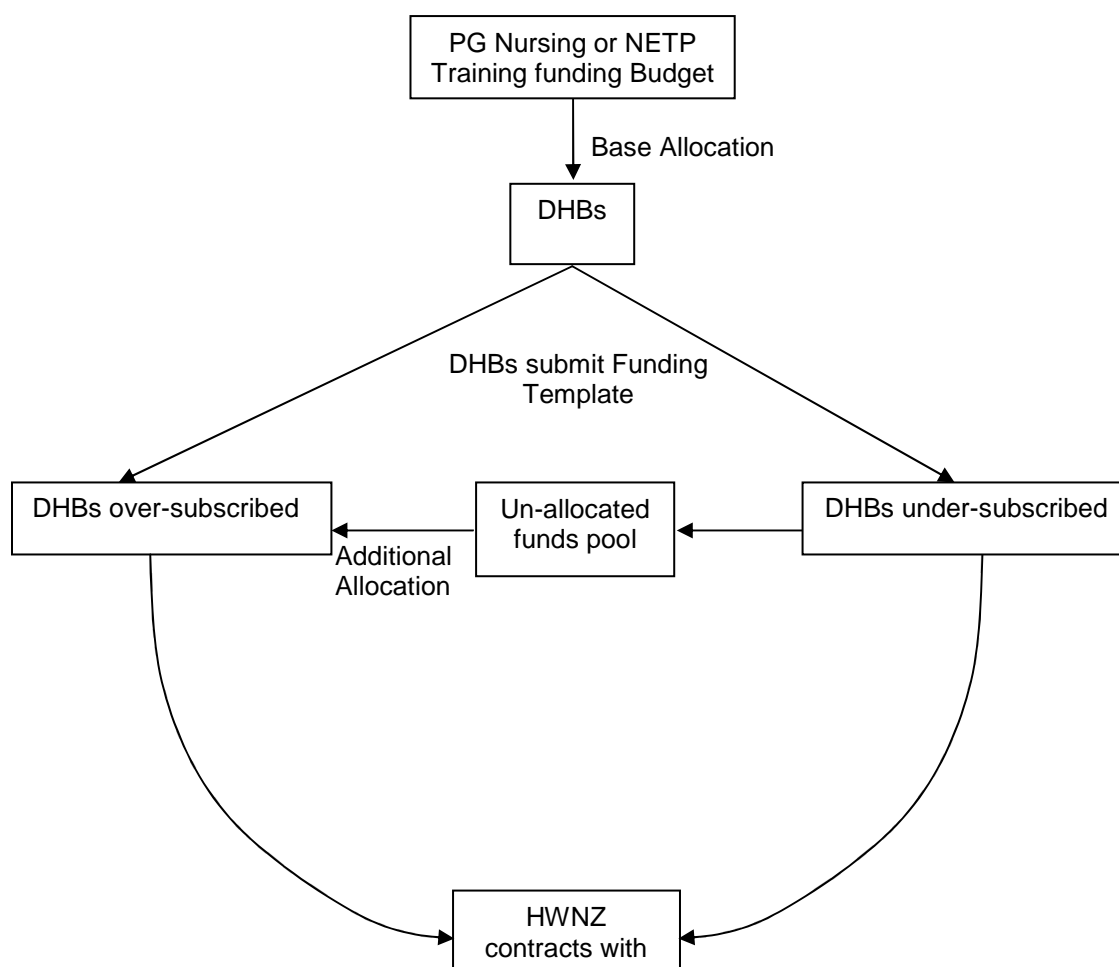 PG Nursing or NETP
Training funding Budget
Base Allocation
DHBs
DHBs submit Funding
Template
DHBs over-subscribed
Un-allocated
funds pool
DHBs under-subscribed
Additional
Allocation
HWNZ
contracts with